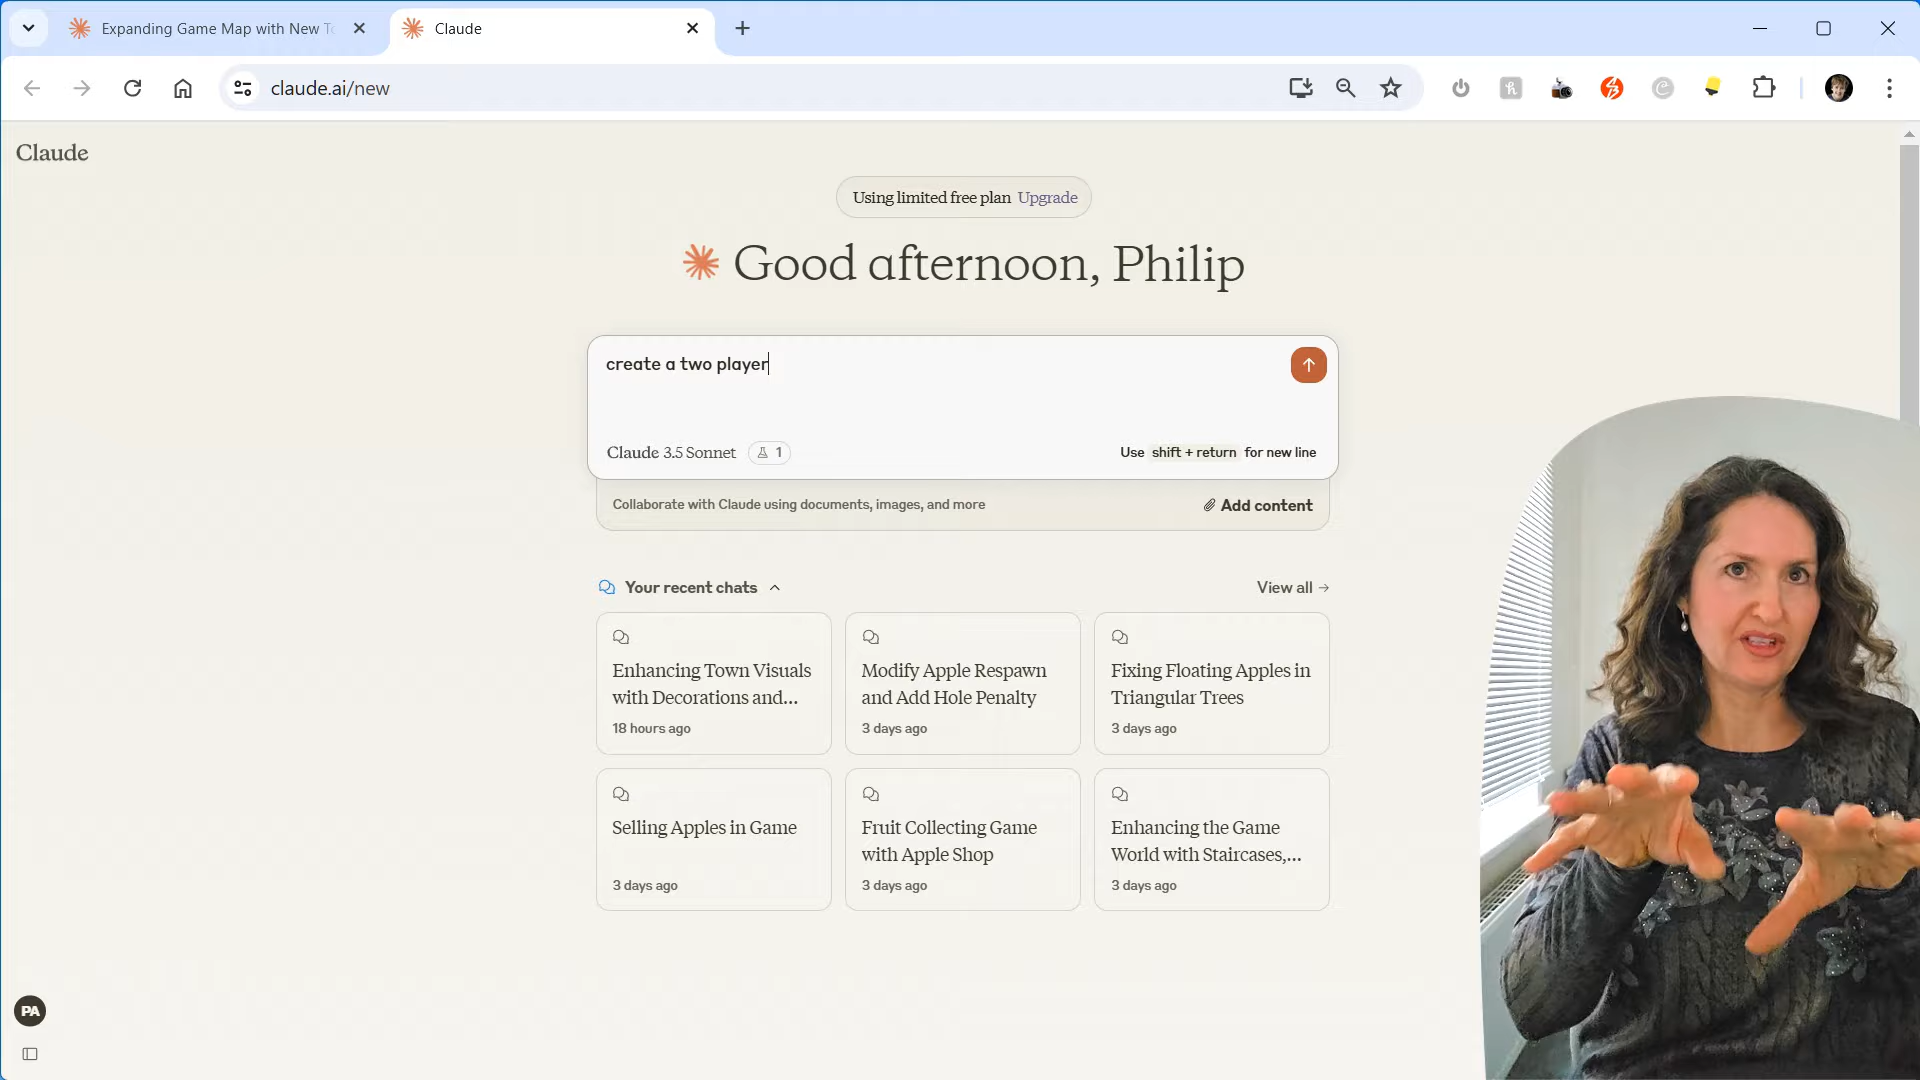 Expanding Game Map with New To
Claude
claude.ai/new
Claude
Using limited free plan Upgrade
Good afternoon, Philip
create a two player
Claude 3.5 Sonnet 1
Use shift + return for new line
Collaborate with Claude using documents, images, and more
Add content
Your recent chats
View all
Enhancing Town Visuals
with Decorations and...
18 hours ago
Modify Apple Respawn
and Add Hole Penalty
3 days ago
Fixing Floating Apples in
Triangular Trees
3 days ago
Selling Apples in Game
3 days ago
Fruit Collecting Game
with Apple Shop
3 days ago
Enhancing the Game
World with Staircases,...
3 days ago
PA